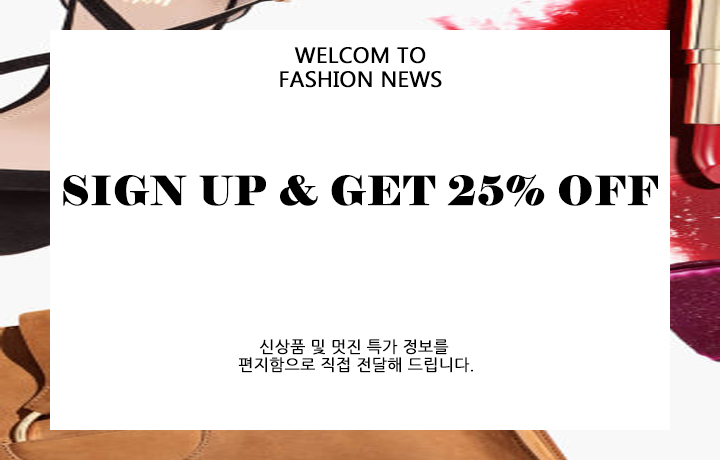 WELCOM TO
FASHION NEWS
SIGN UP & GET 25% OFF
신상품 및 멋진 특가 정보를
편지함으로 직접 전달해 드립니다.